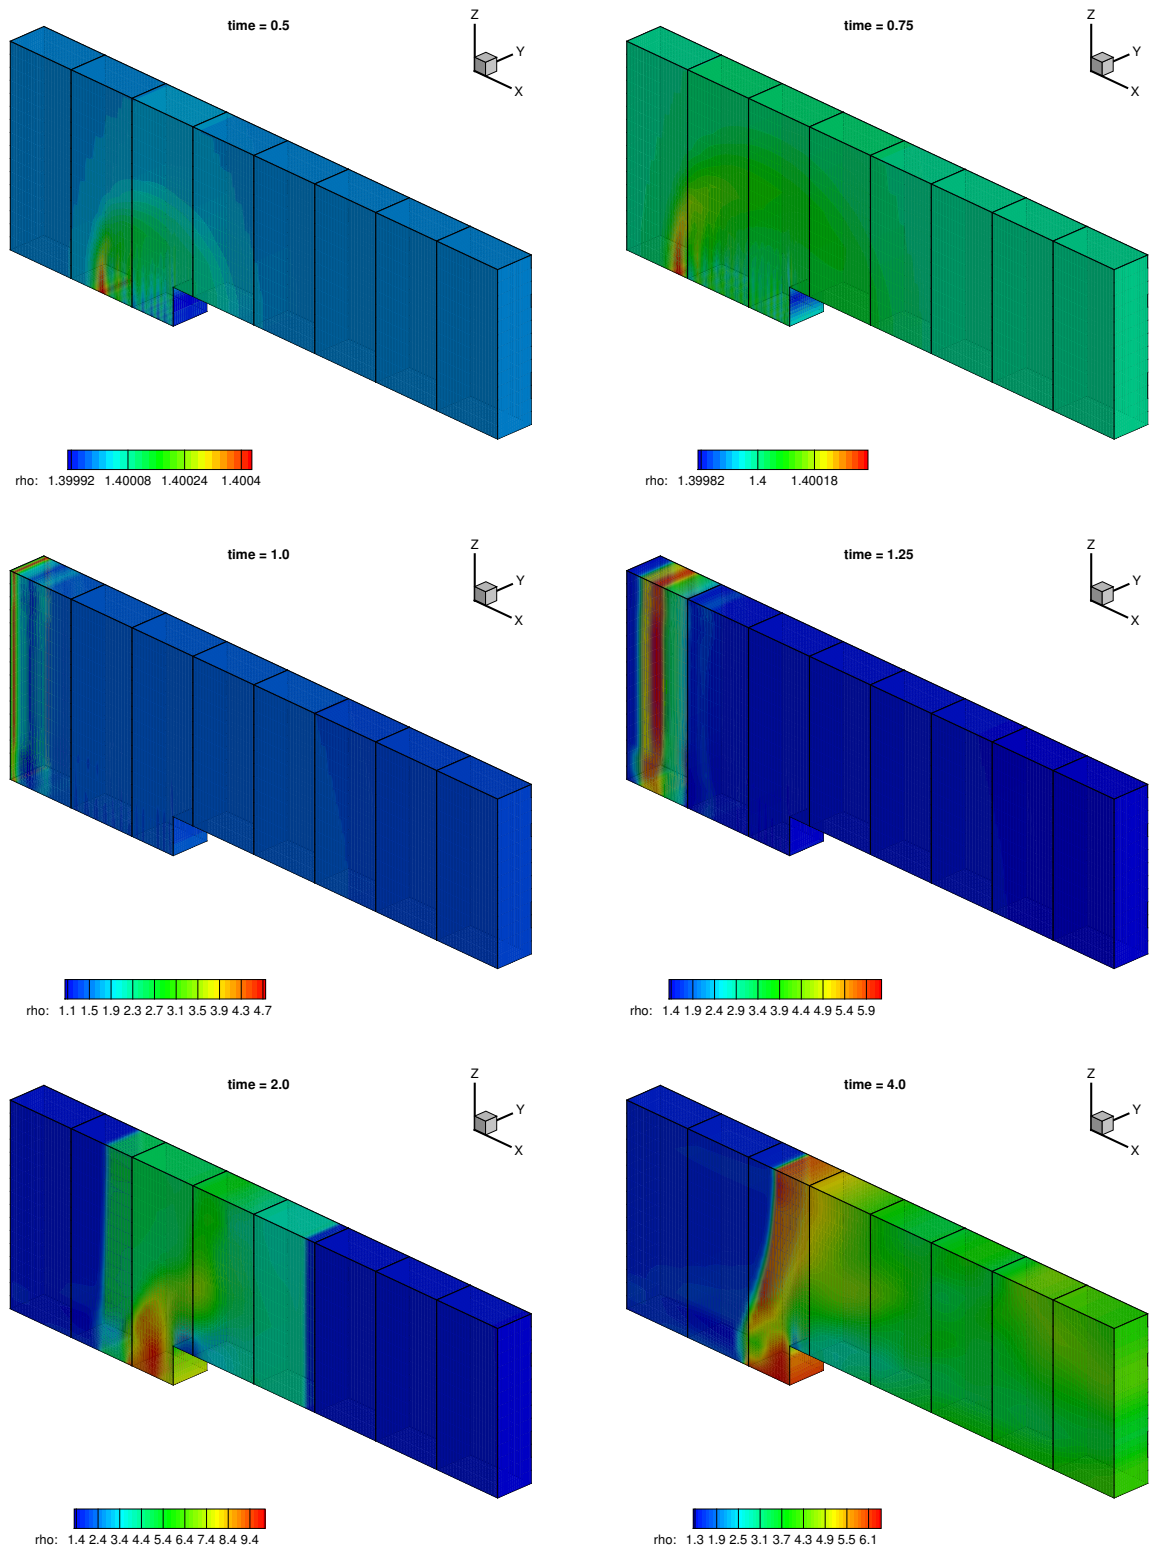 time = 0.5
Z
Y
X
rho: 1.39992 1.40008 1.40024 1.4004
time = 0.75
Z
Y
X
rho: 1.39982 1.4 1.40018
time = 1.0
Z
Y
X
rho: 1.1 1.5 1.9 2.3 2.7 3.1 3.5 3.9 4.3 4.7
time = 1.25
Z
Y
X
rho: 1.4 1.9 2.4 2.9 3.4 3.9 4.4 4.9 5.4 5.9
time = 2.0
Z
Y
X
rho: 1.4 2.4 3.4 4.4 5.4 6.4 7.4 8.4 9.4
time = 4.0
Z
Y
X
rho: 1.3 1.9 2.5 3.1 3.7 4.3 4.9 5.5 6.1